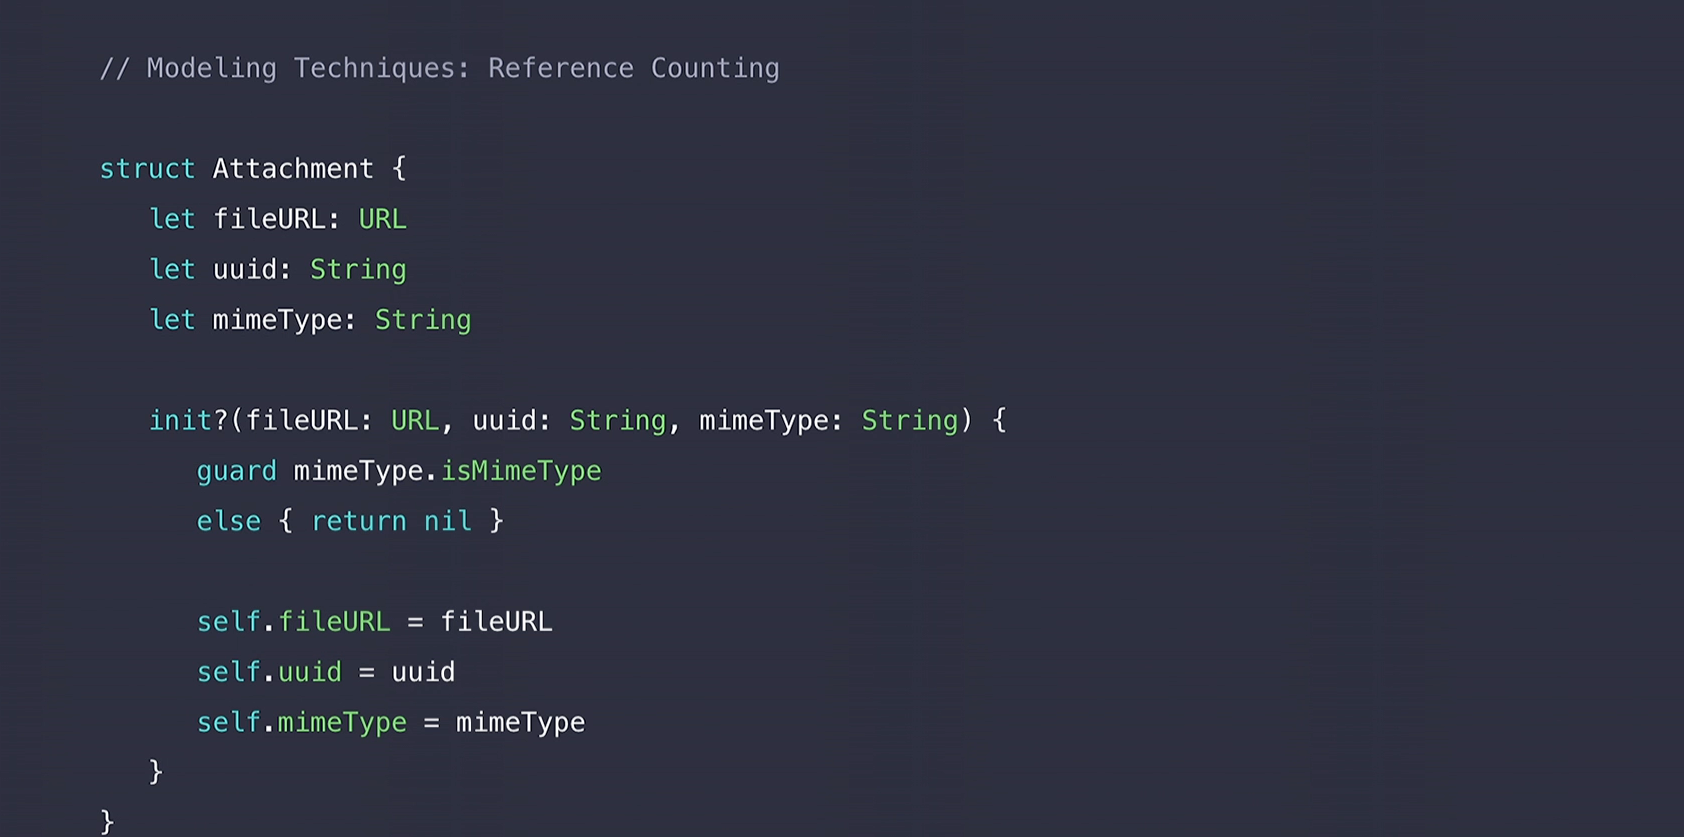 // Modeling Techniques: Reference Counting
struct Attachment {
let fileURL: URL
let uuid: String
let mimeType: String
init?(fileURL: URL, uuid: String, mimeType: String) {
guard mimeType.isMimeType
else { return nil }
self.fileURL = fileURL
self.uuid = uuid
self.mimeType = mimeType
}
}